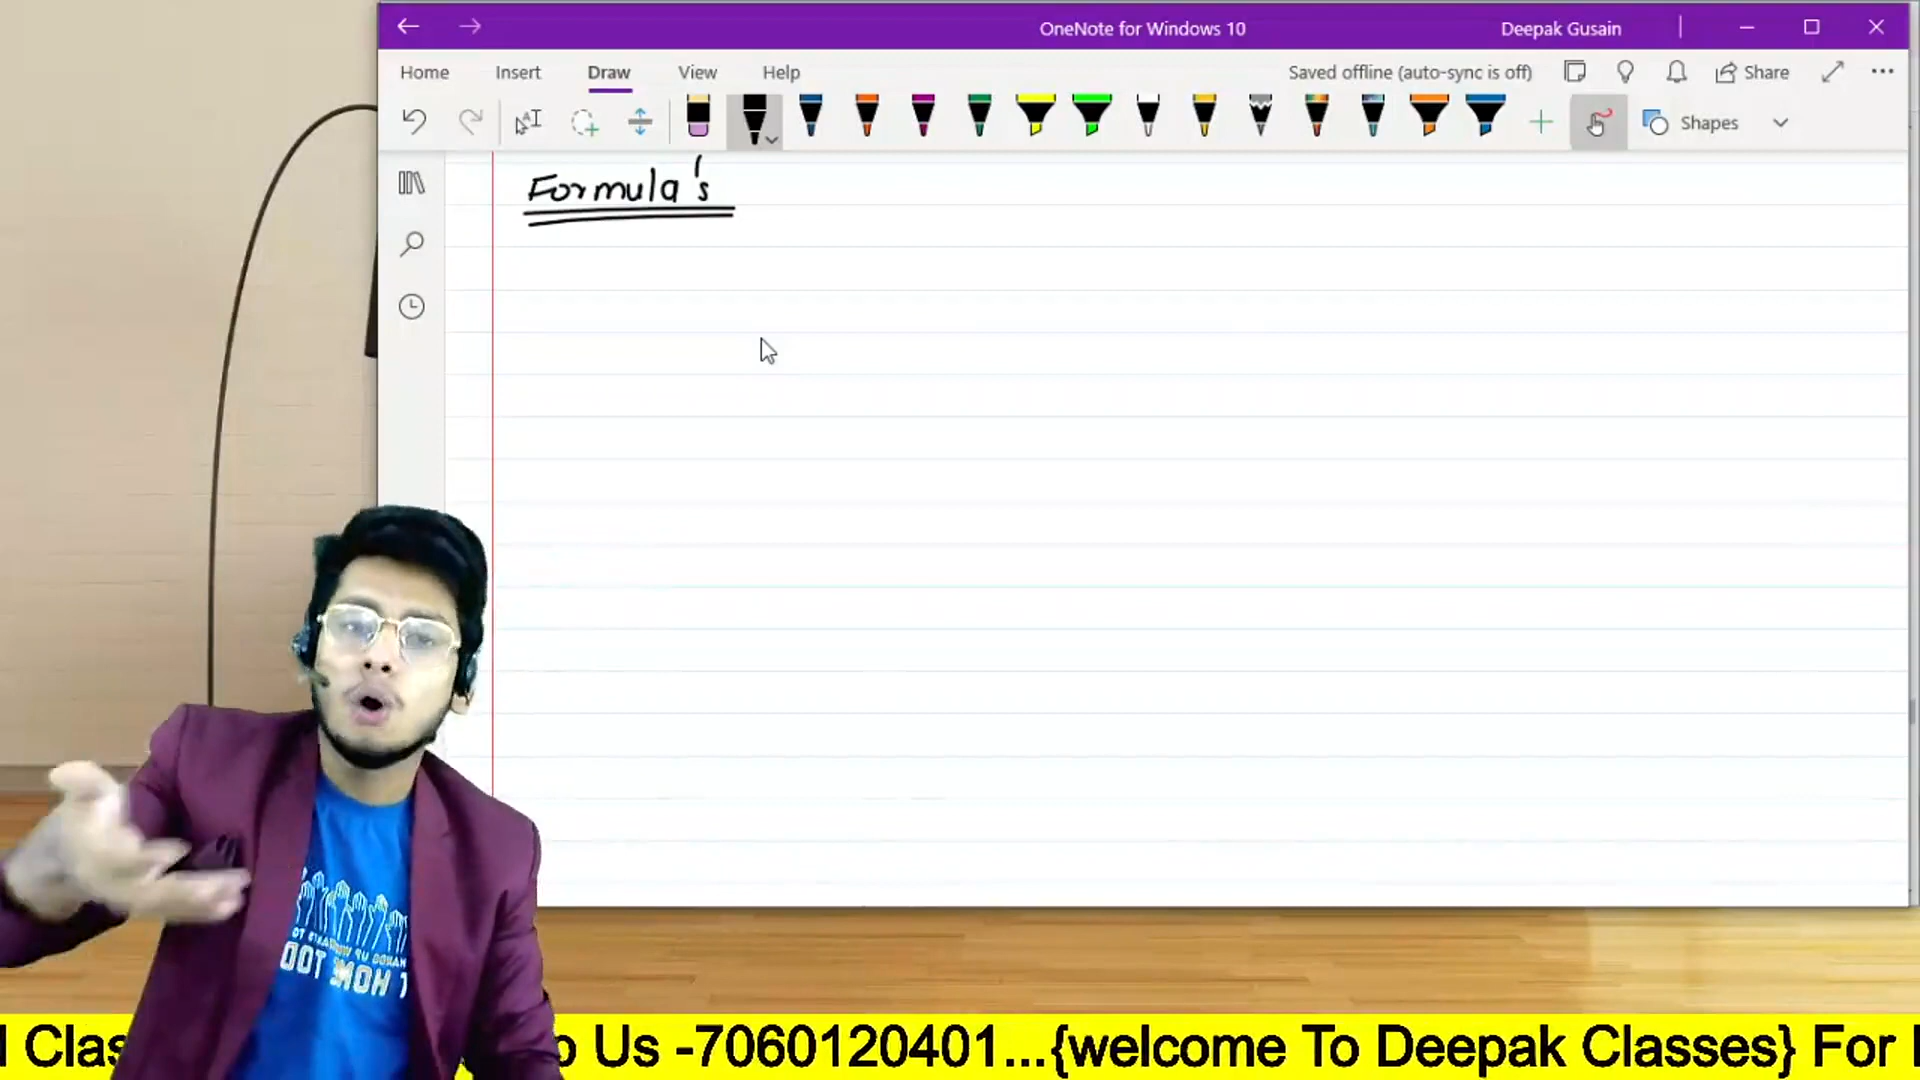 OneNote for Windows 10
Deepak Gusain
Home Insert Draw View Help
Saved offline (auto-sync is off) Share
Shapes
Formula's
Us -7060120401...{welcome To Deepak Classes} For